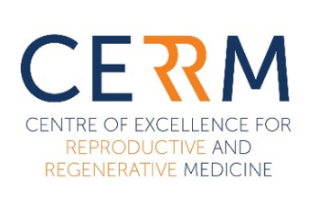 CERRM
CENTRE OF EXCELLENCE FOR
REPRODUCTIVE AND
REGENERATIVE MEDICINE